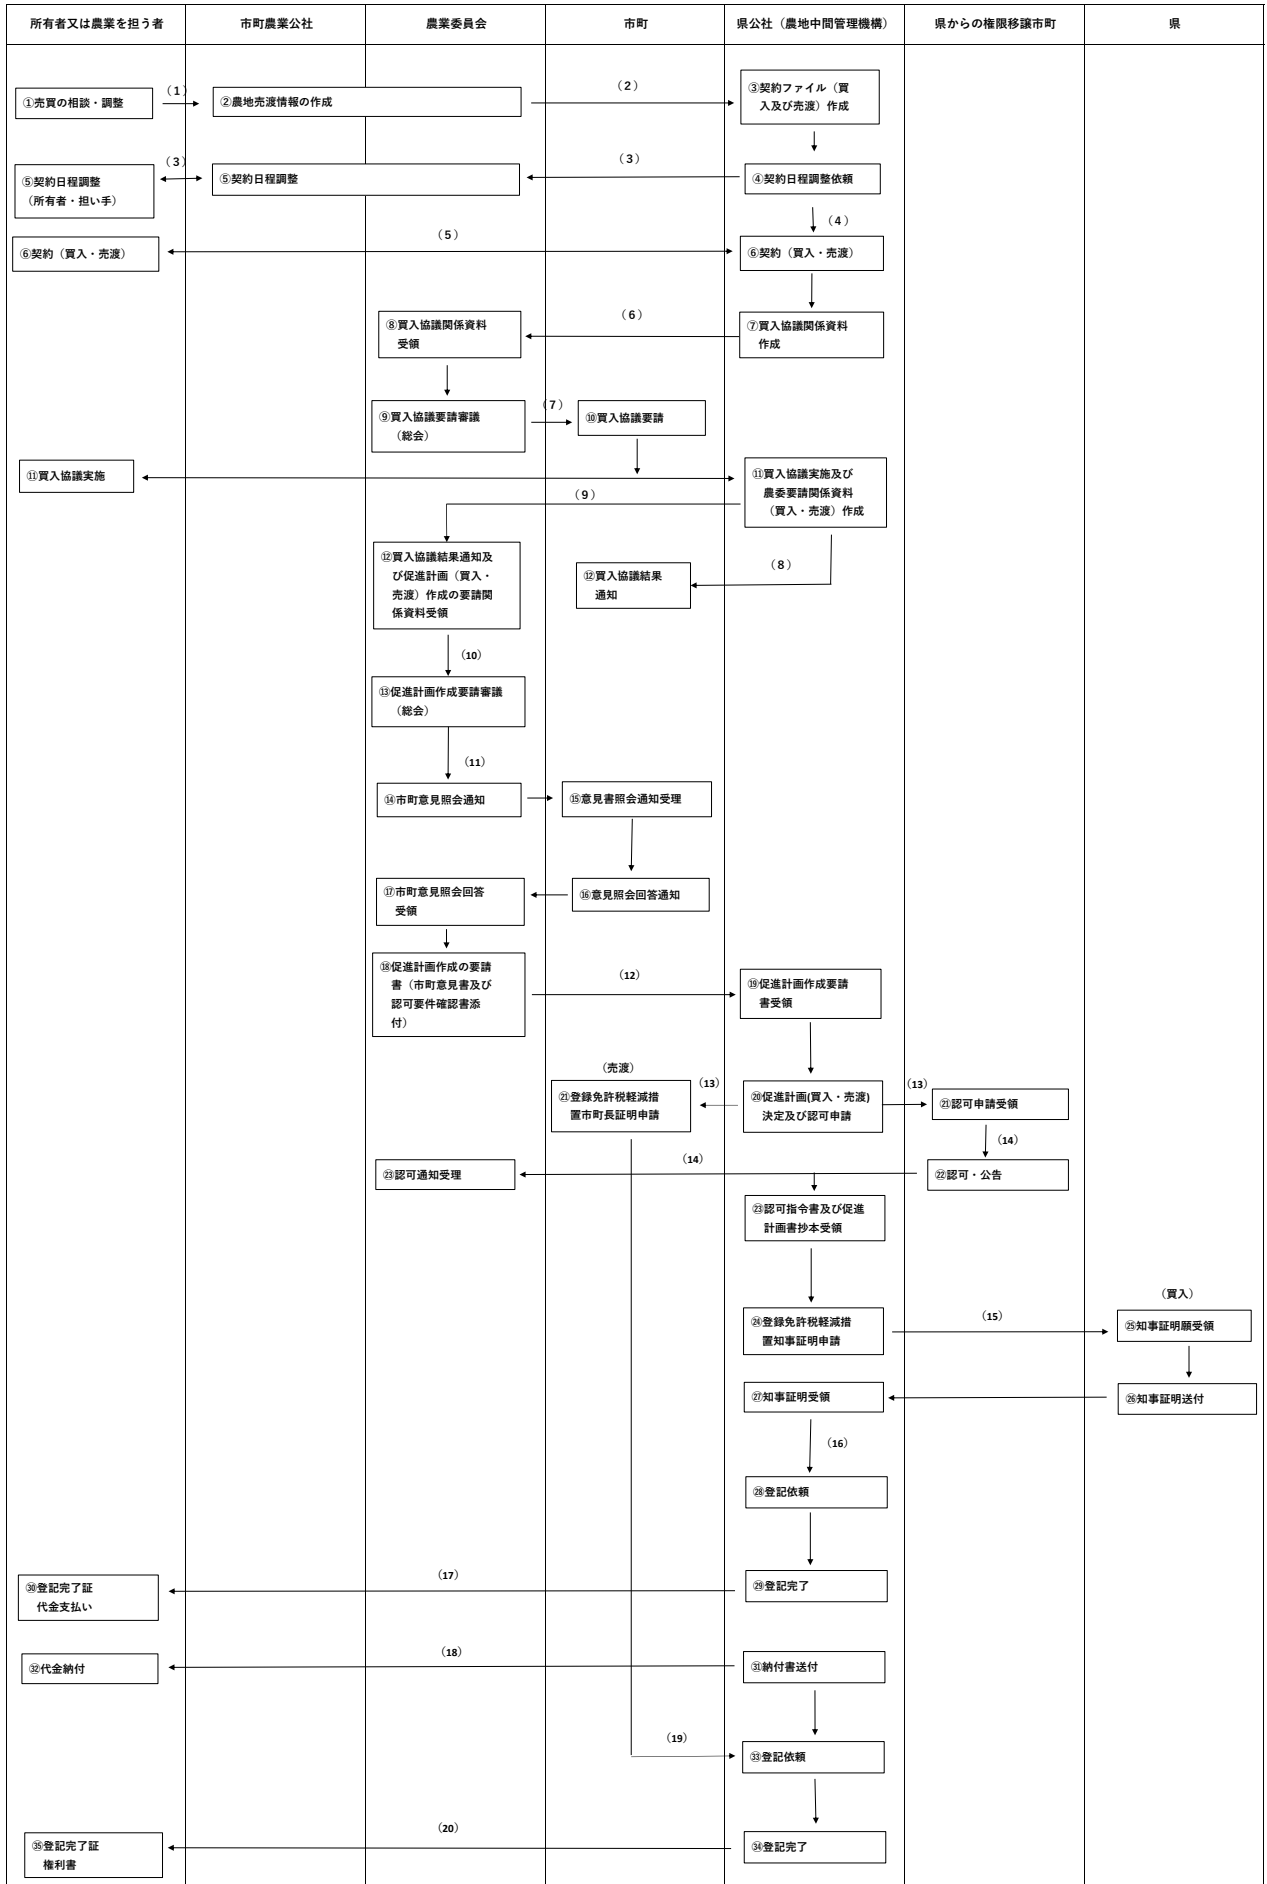 所有者又は農業を担う者
市町農業公社
農業委員会
市町
県公社（農地中間管理機構）
県からの権限移譲市町
県
①売買の相談・調整
（１）
②農地売渡情報の作成
（２）
③契約ファイル（買
入及び売渡）作成
⑤契約日程調整
（所有者・担い手）
（３）
⑤契約日程調整
（３）
④契約日程調整依頼
（４）
⑥契約（買入・売渡）
（５）
⑥契約（買入・売渡）
⑧買入協議関係資料
受領
（６）
⑦買入協議関係資料
作成
⑨買入協議要請審議
（総会）
（７）
⑩買入協議要請
⑪買入協議実施
⑪買入協議実施及び
農委要請関係資料
（買入・売渡）作成
（９）
⑫買入協議結果通知及
び促進計画（買入・
売渡）作成の要請関
係資料受領
⑫買入協議結果
通知
（８）
（10）
⑬促進計画作成要請審議
（総会）
（11）
⑭市町意見照会通知
⑮意見書照会通知受理
⑰市町意見照会回答
受領
⑯意見照会回答通知
⑱促進計画作成の要請
書（市町意見書及び
認可要件確認書添
付）
（12）
⑲促進計画作成要請
書受領
（売渡）
㉑登録免許税軽減措
置市町長証明申請
（13）
⑳促進計画(買入・売渡)
決定及び認可申請
（13）
㉑認可申請受領
（14）
㉓認可通知受理
（14）
㉒認可・公告
㉓認可指令書及び促進
計画書抄本受領
（買入）
㉔登録免許税軽減措
置知事証明申請
（15）
㉕知事証明願受領
㉗知事証明受領
㉖知事証明送付
（16）
㉘登記依頼
㉚登記完了証
代金支払い
（17）
㉙登記完了
㉜代金納付
（18）
㉛納付書送付
（19）
㉝登記依頼
㉟登記完了証
権利書
（20）
㉞登記完了